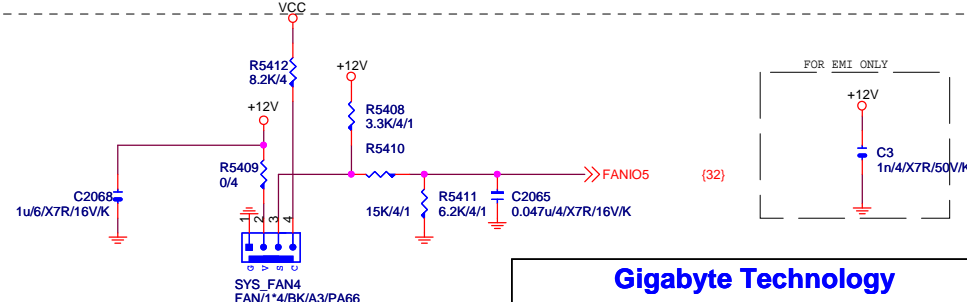 VCC
R5412
8.2K/4
+12V
R5408
3.3K/4/1
R5410
+12V
R5409
0/4
C2068
1u/6/X7R/16V/K
15K/4/1
R5411
6.2K/4/1
C2065
0.047u/4/X7R/16V/K
FANIO5
{32}
1
2
3
4
G
V
S
C
SYS_FAN4
FAN/1*4/BK/A3/PA66
FOR EMI ONLY
+12V
C3
1n/4/X7R/50V/K
Gigabyte Technology